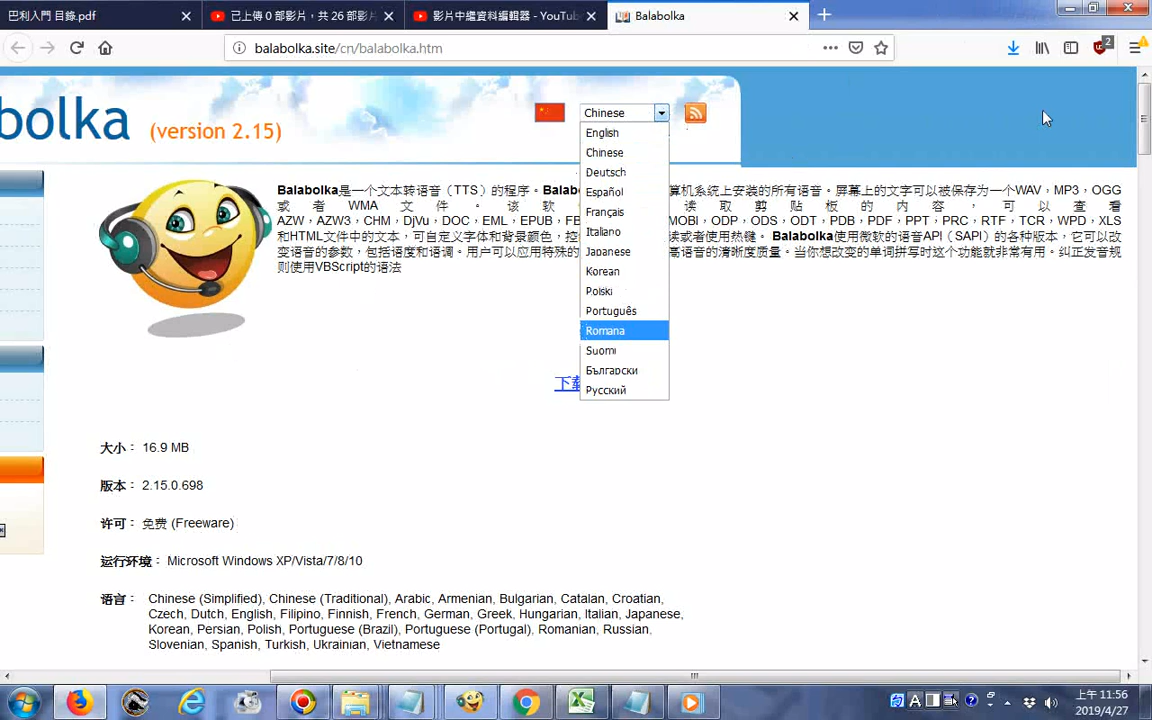 巴利入門 目錄.pdf
已上傳 0 部影片，共 26 部影片
影片中繼資料編輯器 - YouTube
Balabolka
balabolka.site/cn/balabolka.htm
2
bolka (version 2.15)
Chinese
English
Chinese
Deutsch
Español
Français
Italiano
Japanese
Korean
Polski
Português
Romana
Suomi
Български
Русский
Balabolka是一个文本转语音（TTS）的程序。Balab 算机系统上安装的所有语音。屏幕上的文字可以被保存为一个WAV，MP3，OGG
或者WMA文件。该软 读取剪贴板的内容，可以查看
AZW，AZW3，CHM，DjVu，DOC，EML，EPUB，FB MOBI，ODP，ODS，ODT，PDB，PDF，PPT，PRC，RTF，TCR，WPD，XLS
和HTML文件中的文本，可自定义字体和背景颜色，控 读或者使用热键。 Balabolka使用微软的语音API（SAPI）的各种版本，它可以改
变语音的参数，包括语度和语调。用户可以应用特殊的 高语音的清晰度质量。当你想改变的单词拼写时这个功能就非常有用。纠正发音规
则使用VBScript的语法
下载
大小： 16.9 MB
版本： 2.15.0.698
许可： 免费 (Freeware)
运行环境： Microsoft Windows XP/Vista/7/8/10
语言： Chinese (Simplified), Chinese (Traditional), Arabic, Armenian, Bulgarian, Catalan, Croatian,
Czech, Dutch, English, Filipino, Finnish, French, German, Greek, Hungarian, Italian, Japanese,
Korean, Persian, Polish, Portuguese (Brazil), Portuguese (Portugal), Romanian, Russian,
Slovenian, Spanish, Turkish, Ukrainian, Vietnamese
上午 11:56
2019/4/27